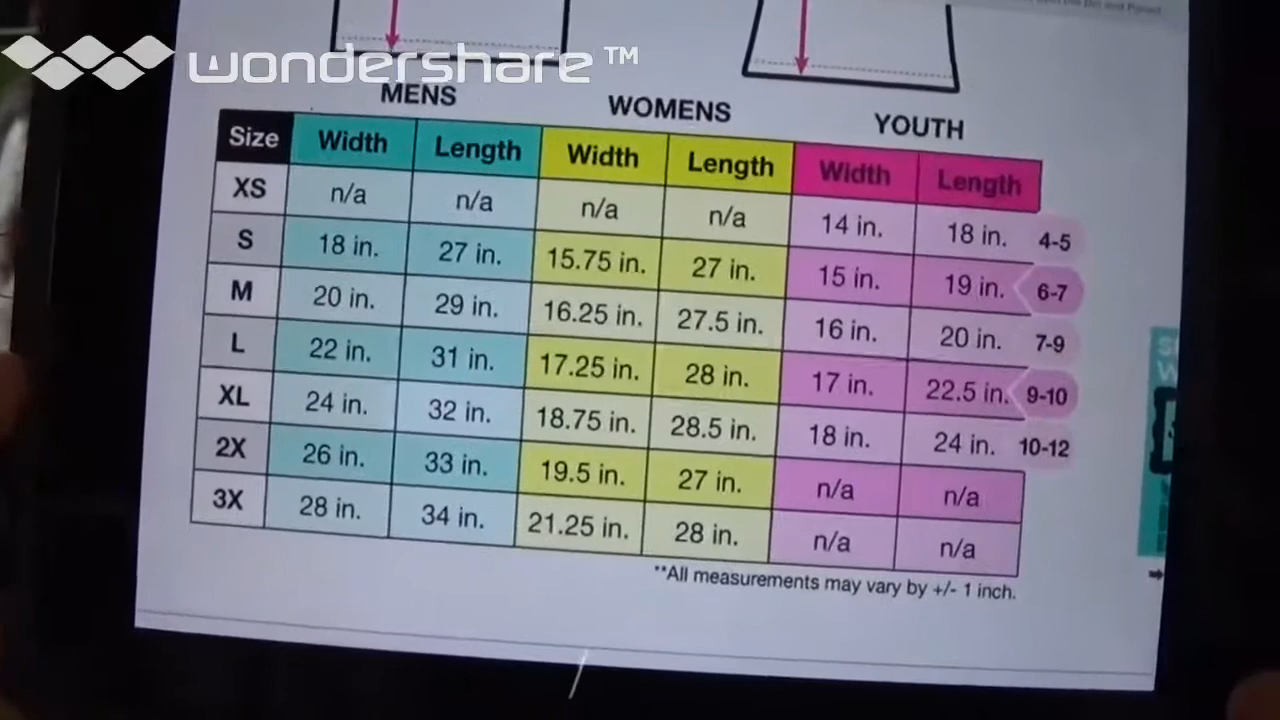 wondershare™
MENS WOMENS YOUTH
Size Width Length Width Length Width Length
XS n/a n/a n/a n/a 14 in. 18 in. 4-5
S 18 in. 27 in. 15.75 in. 27 in. 15 in. 19 in. 6-7
M 20 in. 29 in. 16.25 in. 27.5 in. 16 in. 20 in. 7-9
L 22 in. 31 in. 17.25 in. 28 in. 17 in. 22.5 in. 9-10
XL 24 in. 32 in. 18.75 in. 28.5 in. 18 in. 24 in. 10-12
2X 26 in. 33 in. 19.5 in. 27 in. n/a n/a
3X 28 in. 34 in. 21.25 in. 28 in. n/a n/a
**All measurements may vary by +/- 1 inch.